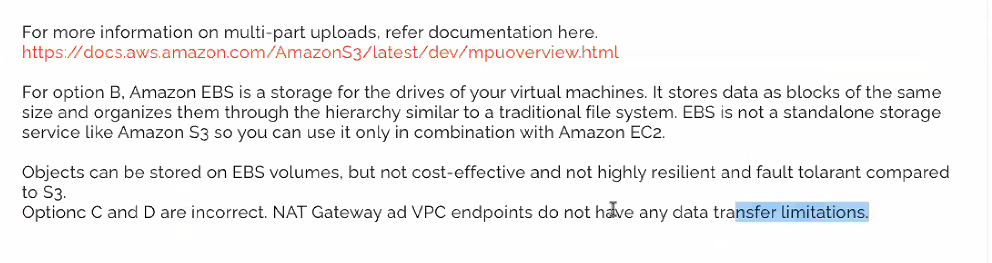 For more information on multi-part uploads, refer documentation here.
https://docs.aws.amazon.com/AmazonS3/latest/dev/mpuoverview.html
For option B, Amazon EBS is a storage for the drives of your virtual machines. It stores data as blocks of the same
size and organizes them through the hierarchy similar to a traditional file system. EBS is not a standalone storage
service like Amazon S3 so you can use it only in combination with Amazon EC2.
Objects can be stored on EBS volumes, but not cost-effective and not highly resilient and fault tolarant compared
to S3.
Optionc C and D are incorrect. NAT Gateway ad VPC endpoints do not have any data transfer limitations.